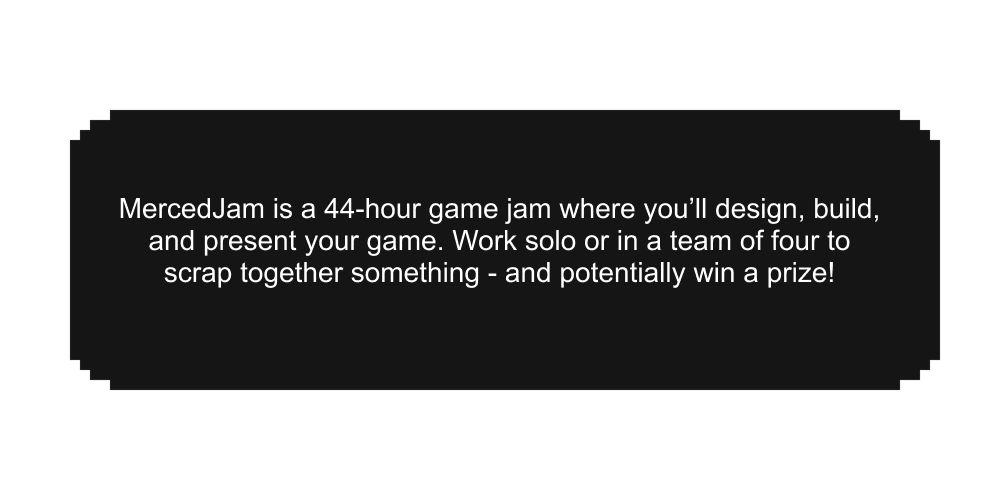 MercedJam is a 44-hour game jam where you’ll design, build,
and present your game. Work solo or in a team of four to
scrap together something - and potentially win a prize!